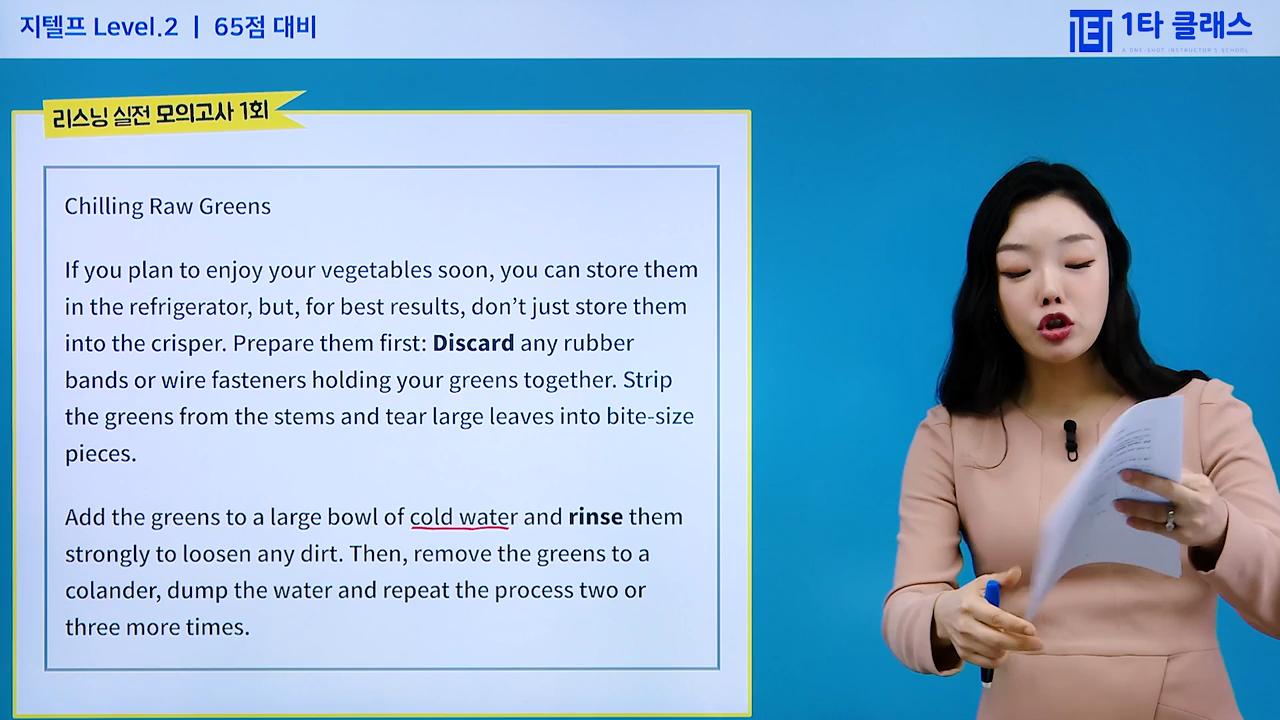 지텔프 Level.2 | 65점 대비
1타 클래스
A ONE-SHOT INSTRUCTOR'S SCHOOL
리스닝 실전 모의고사 1회
Chilling Raw Greens
If you plan to enjoy your vegetables soon, you can store them
in the refrigerator, but, for best results, don't just store them
into the crisper. Prepare them first: Discard any rubber
bands or wire fasteners holding your greens together. Strip
the greens from the stems and tear large leaves into bite-size
pieces.
Add the greens to a large bowl of cold water and rinse them
strongly to loosen any dirt. Then, remove the greens to a
colander, dump the water and repeat the process two or
three more times.